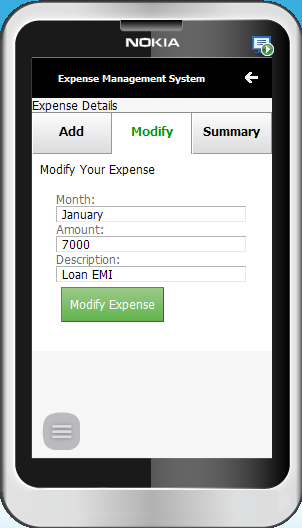 NOKIA
Expense Management System
Expense Details
Add Modify Summary
Modify Your Expense
Month:
January
Amount:
7000
Description:
Loan EMI
Modify Expense